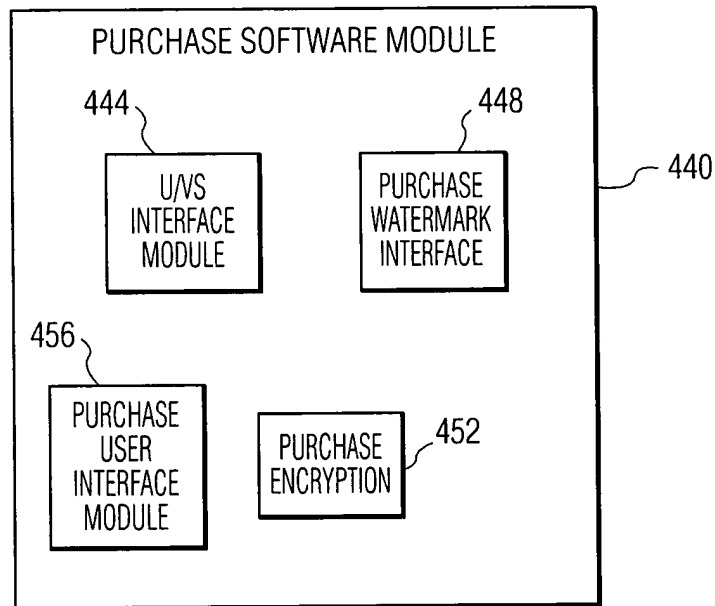 PURCHASE SOFTWARE MODULE
444
448
U/VS
INTERFACE
MODULE
PURCHASE
WATERMARK
INTERFACE
440
456
PURCHASE
USER
INTERFACE
MODULE
PURCHASE
ENCRYPTION
452